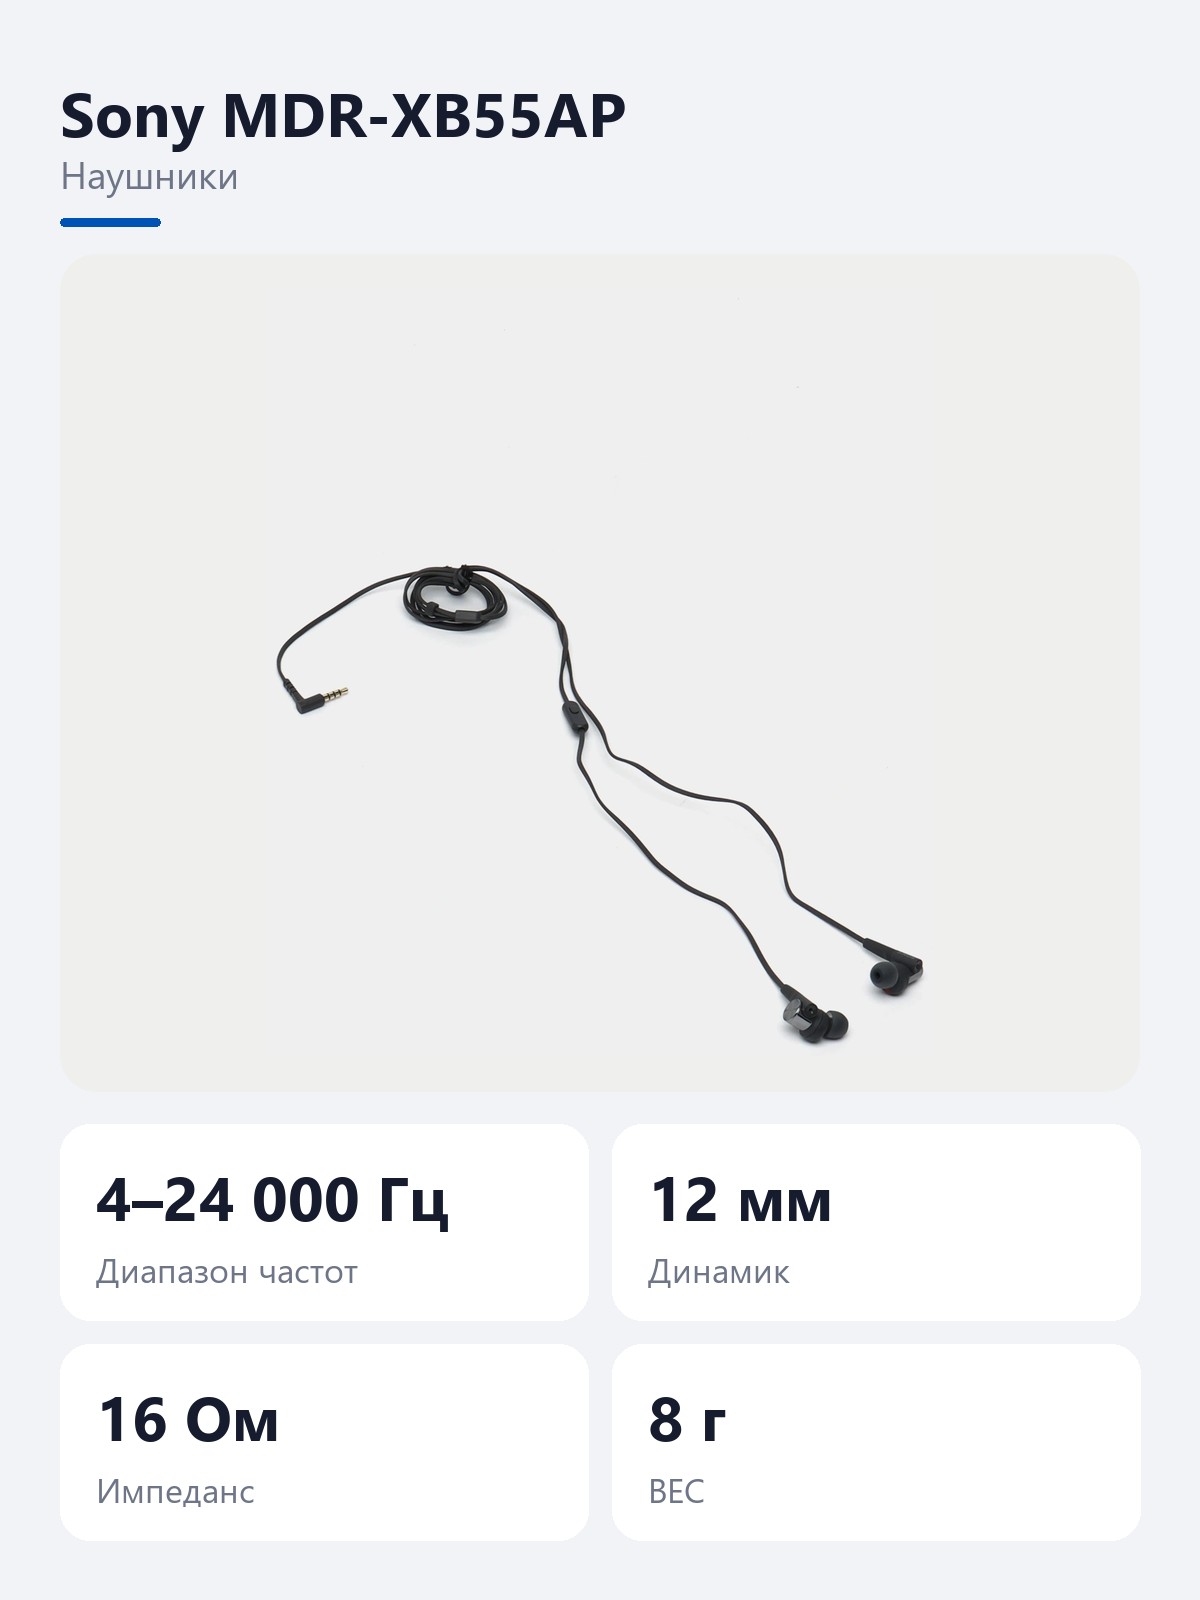 Sony MDR-XB55AP
Наушники
4–24 000 Гц
12 мм
Диапазон частот
Динамик
16 Ом
8 г
Импеданс
ВЕС